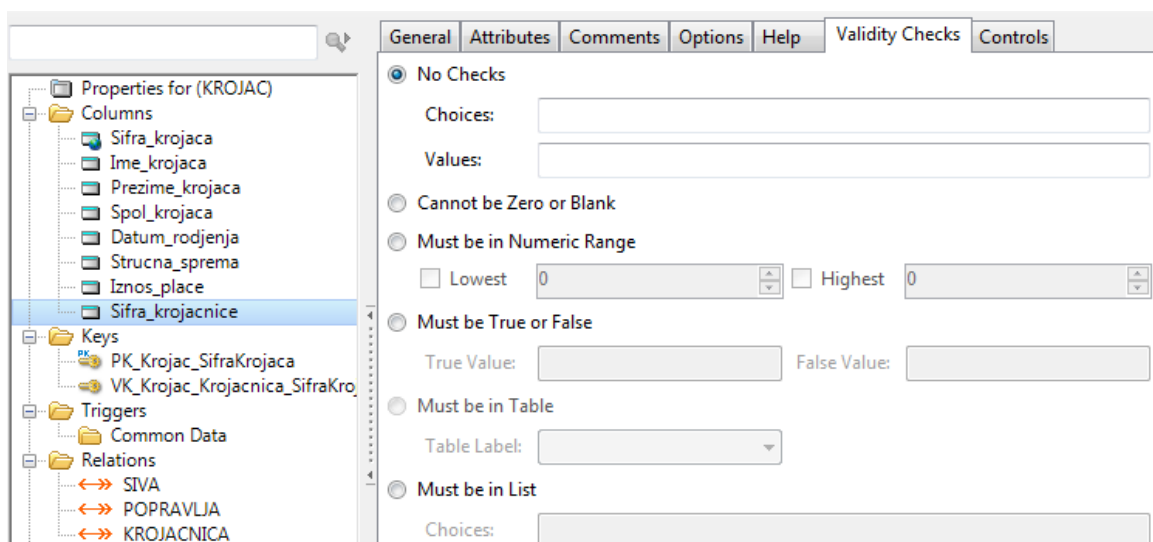 Properties for (KROJAC)
Columns
Sifra_krojaca
Ime_krojaca
Prezime_krojaca
Spol_krojaca
Datum_rodjenja
Strucna_sprema
Iznos_place
Sifra_krojacnice
Keys
PK_Krojac_SifraKrojaca
VK_Krojac_Krojacnica_SifraKroj
Triggers
Common Data
Relations
SIVA
POPRAVLJA
KROJACNICA
General Attributes Comments Options Help Validity Checks Controls
No Checks
Choices:
Values:
Cannot be Zero or Blank
Must be in Numeric Range
Lowest 0 Highest 0
Must be True or False
True Value: False Value:
Must be in Table
Table Label:
Must be in List
Choices: